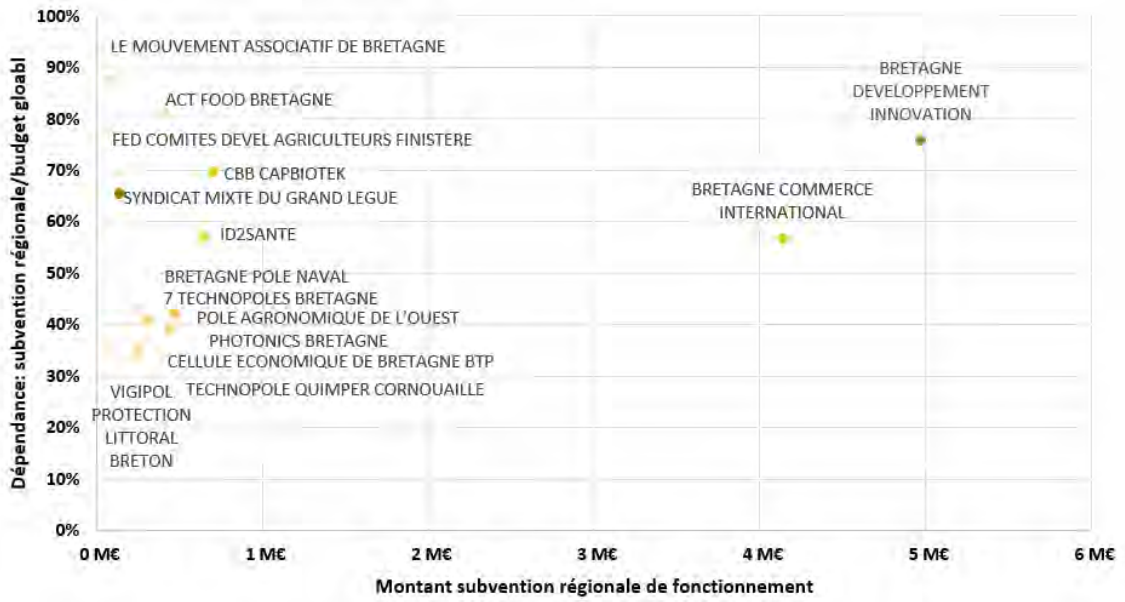 100%
90%
80%
70%
60%
50%
40%
30%
20%
10%
0%
Dépendance: subvention régionale/budget gloabl
LE MOUVEMENT ASSOCIATIF DE BRETAGNE
ACT FOOD BRETAGNE
FED COMITES DEVEL AGRICULTEURS FINISTERE
CBB CAPBIOTEK
SYNDICAT MIXTE DU GRAND LEGUE
ID2SANTE
BRETAGNE POLE NAVAL
7 TECHNOPOLES BRETAGNE
POLE AGRONOMIQUE DE L'OUEST
PHOTONICS BRETAGNE
CELLULE ECONOMIQUE DE BRETAGNE BTP
TECHNOPOLE QUIMPER CORNOUAILLE
VIGIPOL
PROTECTION
LITTORAL
BRETON
BRETAGNE
DEVELOPPEMENT
INNOVATION
BRETAGNE COMMERCE
INTERNATIONAL
0 M€
1 M€
2 M€
3 M€
4 M€
5 M€
6 M€
Montant subvention régionale de fonctionnement